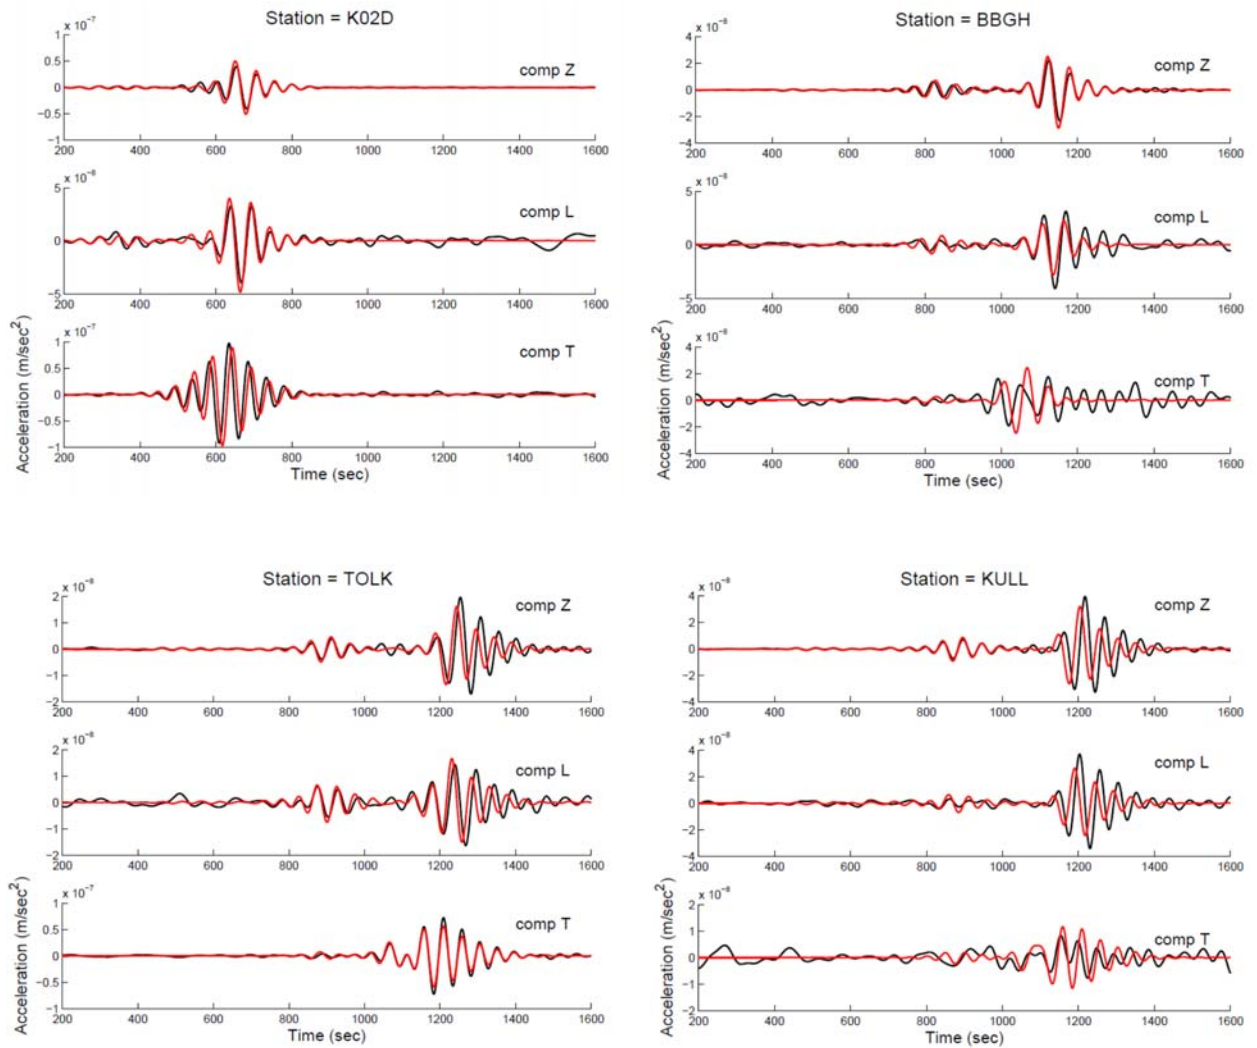 Station = K02D
x 10⁻⁷
1
0.5
0
−0.5
−1
comp Z
200 400 600 800 1000 1200 1400 1600
x 10⁻⁸
5
0
−5
comp L
200 400 600 800 1000 1200 1400 1600
x 10⁻⁷
1
0.5
0
−0.5
−1
comp T
200 400 600 800 1000 1200 1400 1600
Acceleration (m/sec²)
Time (sec)
Station = BBGH
x 10⁻⁸
4
2
0
−2
−4
comp Z
200 400 600 800 1000 1200 1400 1600
x 10⁻⁸
5
0
−5
comp L
200 400 600 800 1000 1200 1400 1600
x 10⁻⁸
4
2
0
−2
−4
comp T
200 400 600 800 1000 1200 1400 1600
Acceleration (m/sec²)
Time (sec)
Station = TOLK
x 10⁻⁸
2
1
0
−1
−2
comp Z
200 400 600 800 1000 1200 1400 1600
x 10⁻⁸
2
1
0
−1
−2
comp L
200 400 600 800 1000 1200 1400 1600
x 10⁻⁷
1
0.5
0
−0.5
−1
comp T
200 400 600 800 1000 1200 1400 1600
Acceleration (m/sec²)
Time (sec)
Station = KULL
x 10⁻⁸
4
2
0
−2
−4
comp Z
200 400 600 800 1000 1200 1400 1600
x 10⁻⁸
4
2
0
−2
−4
comp L
200 400 600 800 1000 1200 1400 1600
x 10⁻⁸
2
1
0
−1
−2
comp T
200 400 600 800 1000 1200 1400 1600
Acceleration (m/sec²)
Time (sec)